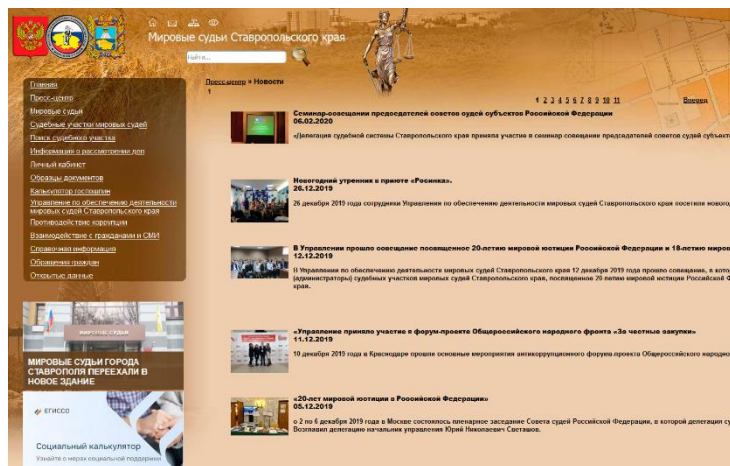 Мировые судьи Ставропольского края
Найти...
Пресс-центр » Новости
1
1 2 3 4 5 6 7 8 9 10 11
Вперед
Главная
Пресс-центр
Мировые судьи
Судебные участки мировых судей
Поиск судебного участка
Информация о рассмотрении дел
Личный кабинет
Образцы документов
Калькулятор госпошлин
Управление по обеспечению деятельности
мировых судей Ставропольского края
Противодействие коррупции
Взаимодействие с гражданами и СМИ
Справочная информация
Обращения граждан
Открытые данные
МИРОВЫЕ СУДЬИ
МИРОВЫЕ СУДЬИ ГОРОДА
СТАВРОПОЛЯ ПЕРЕЕХАЛИ В
НОВОЕ ЗДАНИЕ
ЕГИССО
Социальный калькулятор
Узнайте о мерах социальной поддержки
Семинар-совещании председателей советов судей субъектов Российской Федерации
06.02.2020
«Делегация судебной системы Ставропольского края приняла участие в семинар совещание председателей советов судей субъект
Новогодний утренник в приюте «Росинка».
26.12.2019
26 декабря 2019 года сотрудники Управления по обеспечению деятельности мировых судей Ставропольского края посетили новогод
В Управлении прошло совещание посвященное 20-летию мировой юстиции Российской Федерации и 18-летию миров
12.12.2019
В Управлении по обеспечению деятельности мировых судей Ставропольского края 12 декабря 2019 года прошло совещание, в кото
(администраторы) судебных участков мировых судей Ставропольского края, посвященное 20-летию мировой юстиции Российской Ф
края.
«Управление приняло участие в форум-проекте Общероссийского народного фронта «За честные закупки»
11.12.2019
10 декабря 2019 года в Краснодаре прошли основные мероприятия антикоррупционного форума.проекта Общероссийского народно
«20-лет мировой юстиции в Российской Федерации»
05.12.2019
о 2 по 6 декабря 2019 года в Москве состоялось пленарное заседание Совета судей Российской Федерации, в которой делегация су
Возглавил делегацию начальник управления Юрий Николаевич Светашов.